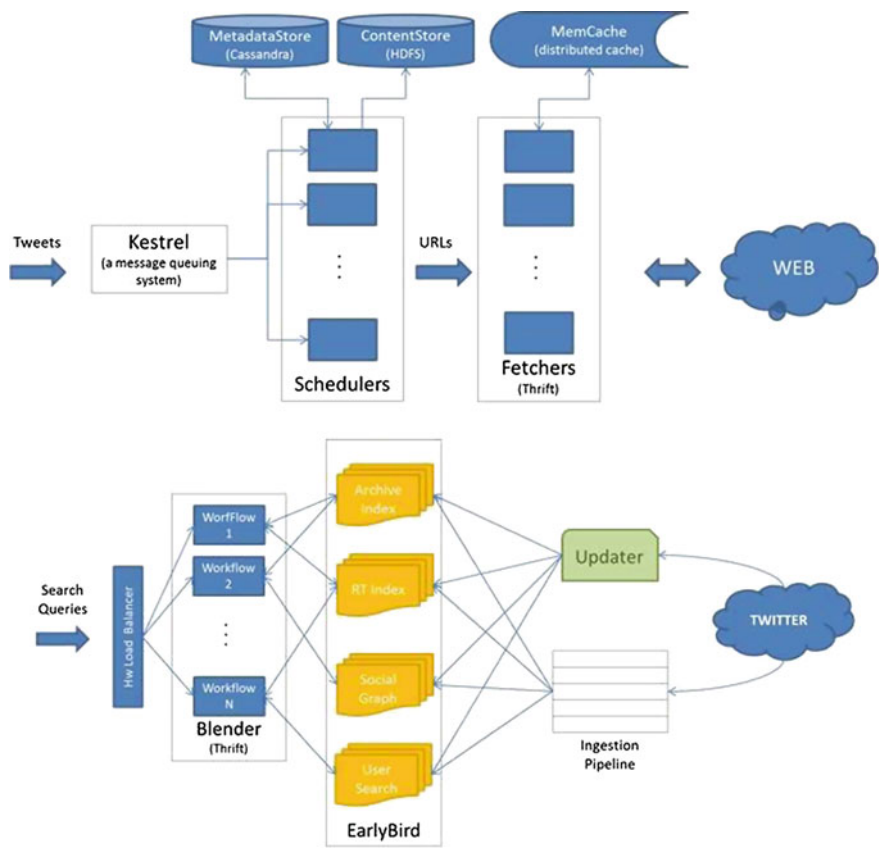 MetadataStore
(Cassandra)
ContentStore
(HDFS)
MemCache
(distributed cache)
Tweets
Kestrel
(a message queuing
system)
URLs
WEB
Schedulers
Fetchers
(Thrift)
Search
Queries
Hw Load Balancer
WorfFlow
1
Workflow
2
Workflow
N
Blender
(Thrift)
Archive
Index
RT Index
Social
Graph
User
Search
EarlyBird
Updater
TWITTER
Ingestion
Pipeline